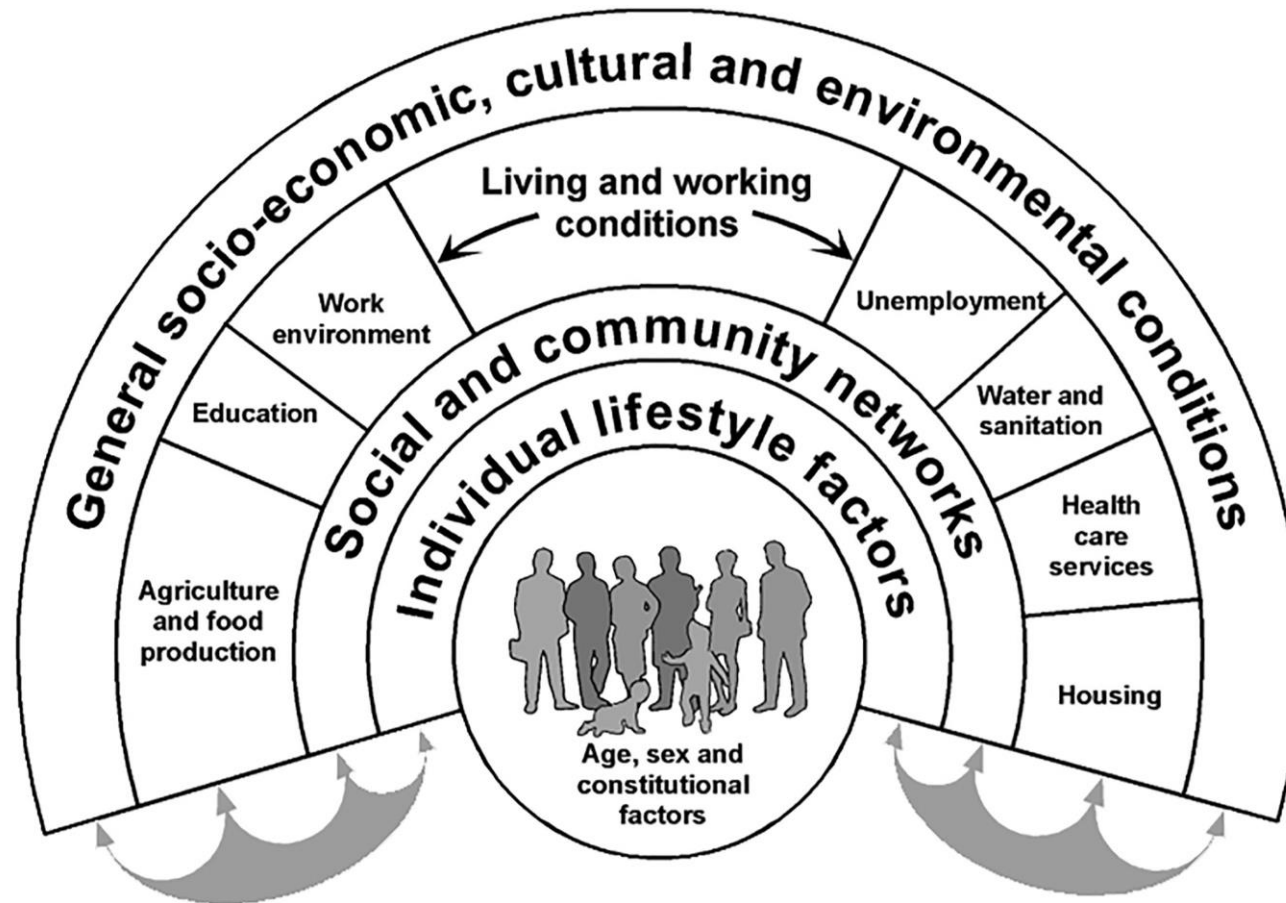 General socio-economic, cultural and environmental conditions
Living and working
conditions
Work
environment
Unemployment
Education
Water and
sanitation
Agriculture
and food
production
Health
care
services
Housing
Social and community networks
Individual lifestyle factors
Age, sex and
constitutional
factors